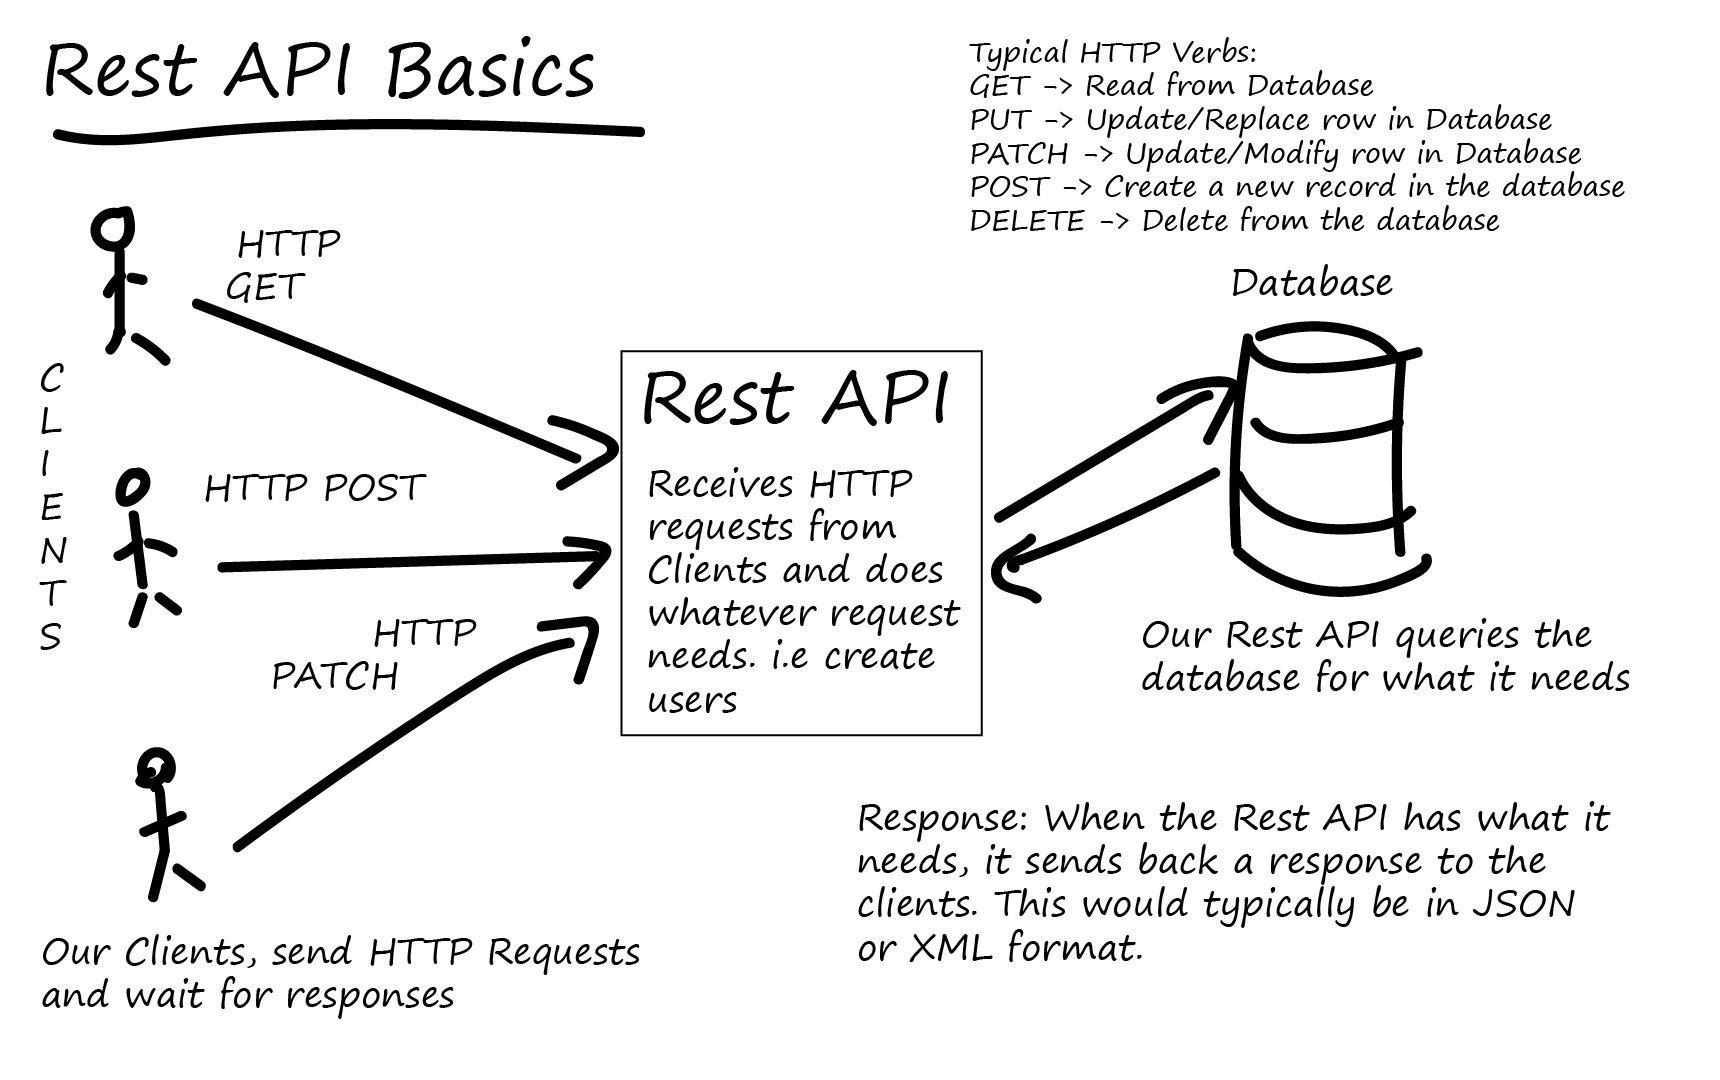 Rest API Basics
Typical HTTP Verbs:
GET -> Read from Database
PUT -> Update/Replace row in Database
PATCH -> Update/Modify row in Database
POST -> Create a new record in the database
DELETE -> Delete from the database
CLIENTS
HTTP
GET
HTTP POST
HTTP
PATCH
Our Clients, send HTTP Requests
and wait for responses
Rest API
Receives HTTP
requests from
Clients and does
whatever request
needs. i.e create
users
Database
Our Rest API queries the
database for what it needs
Response: When the Rest API has what it
needs, it sends back a response to the
clients. This would typically be in JSON
or XML format.